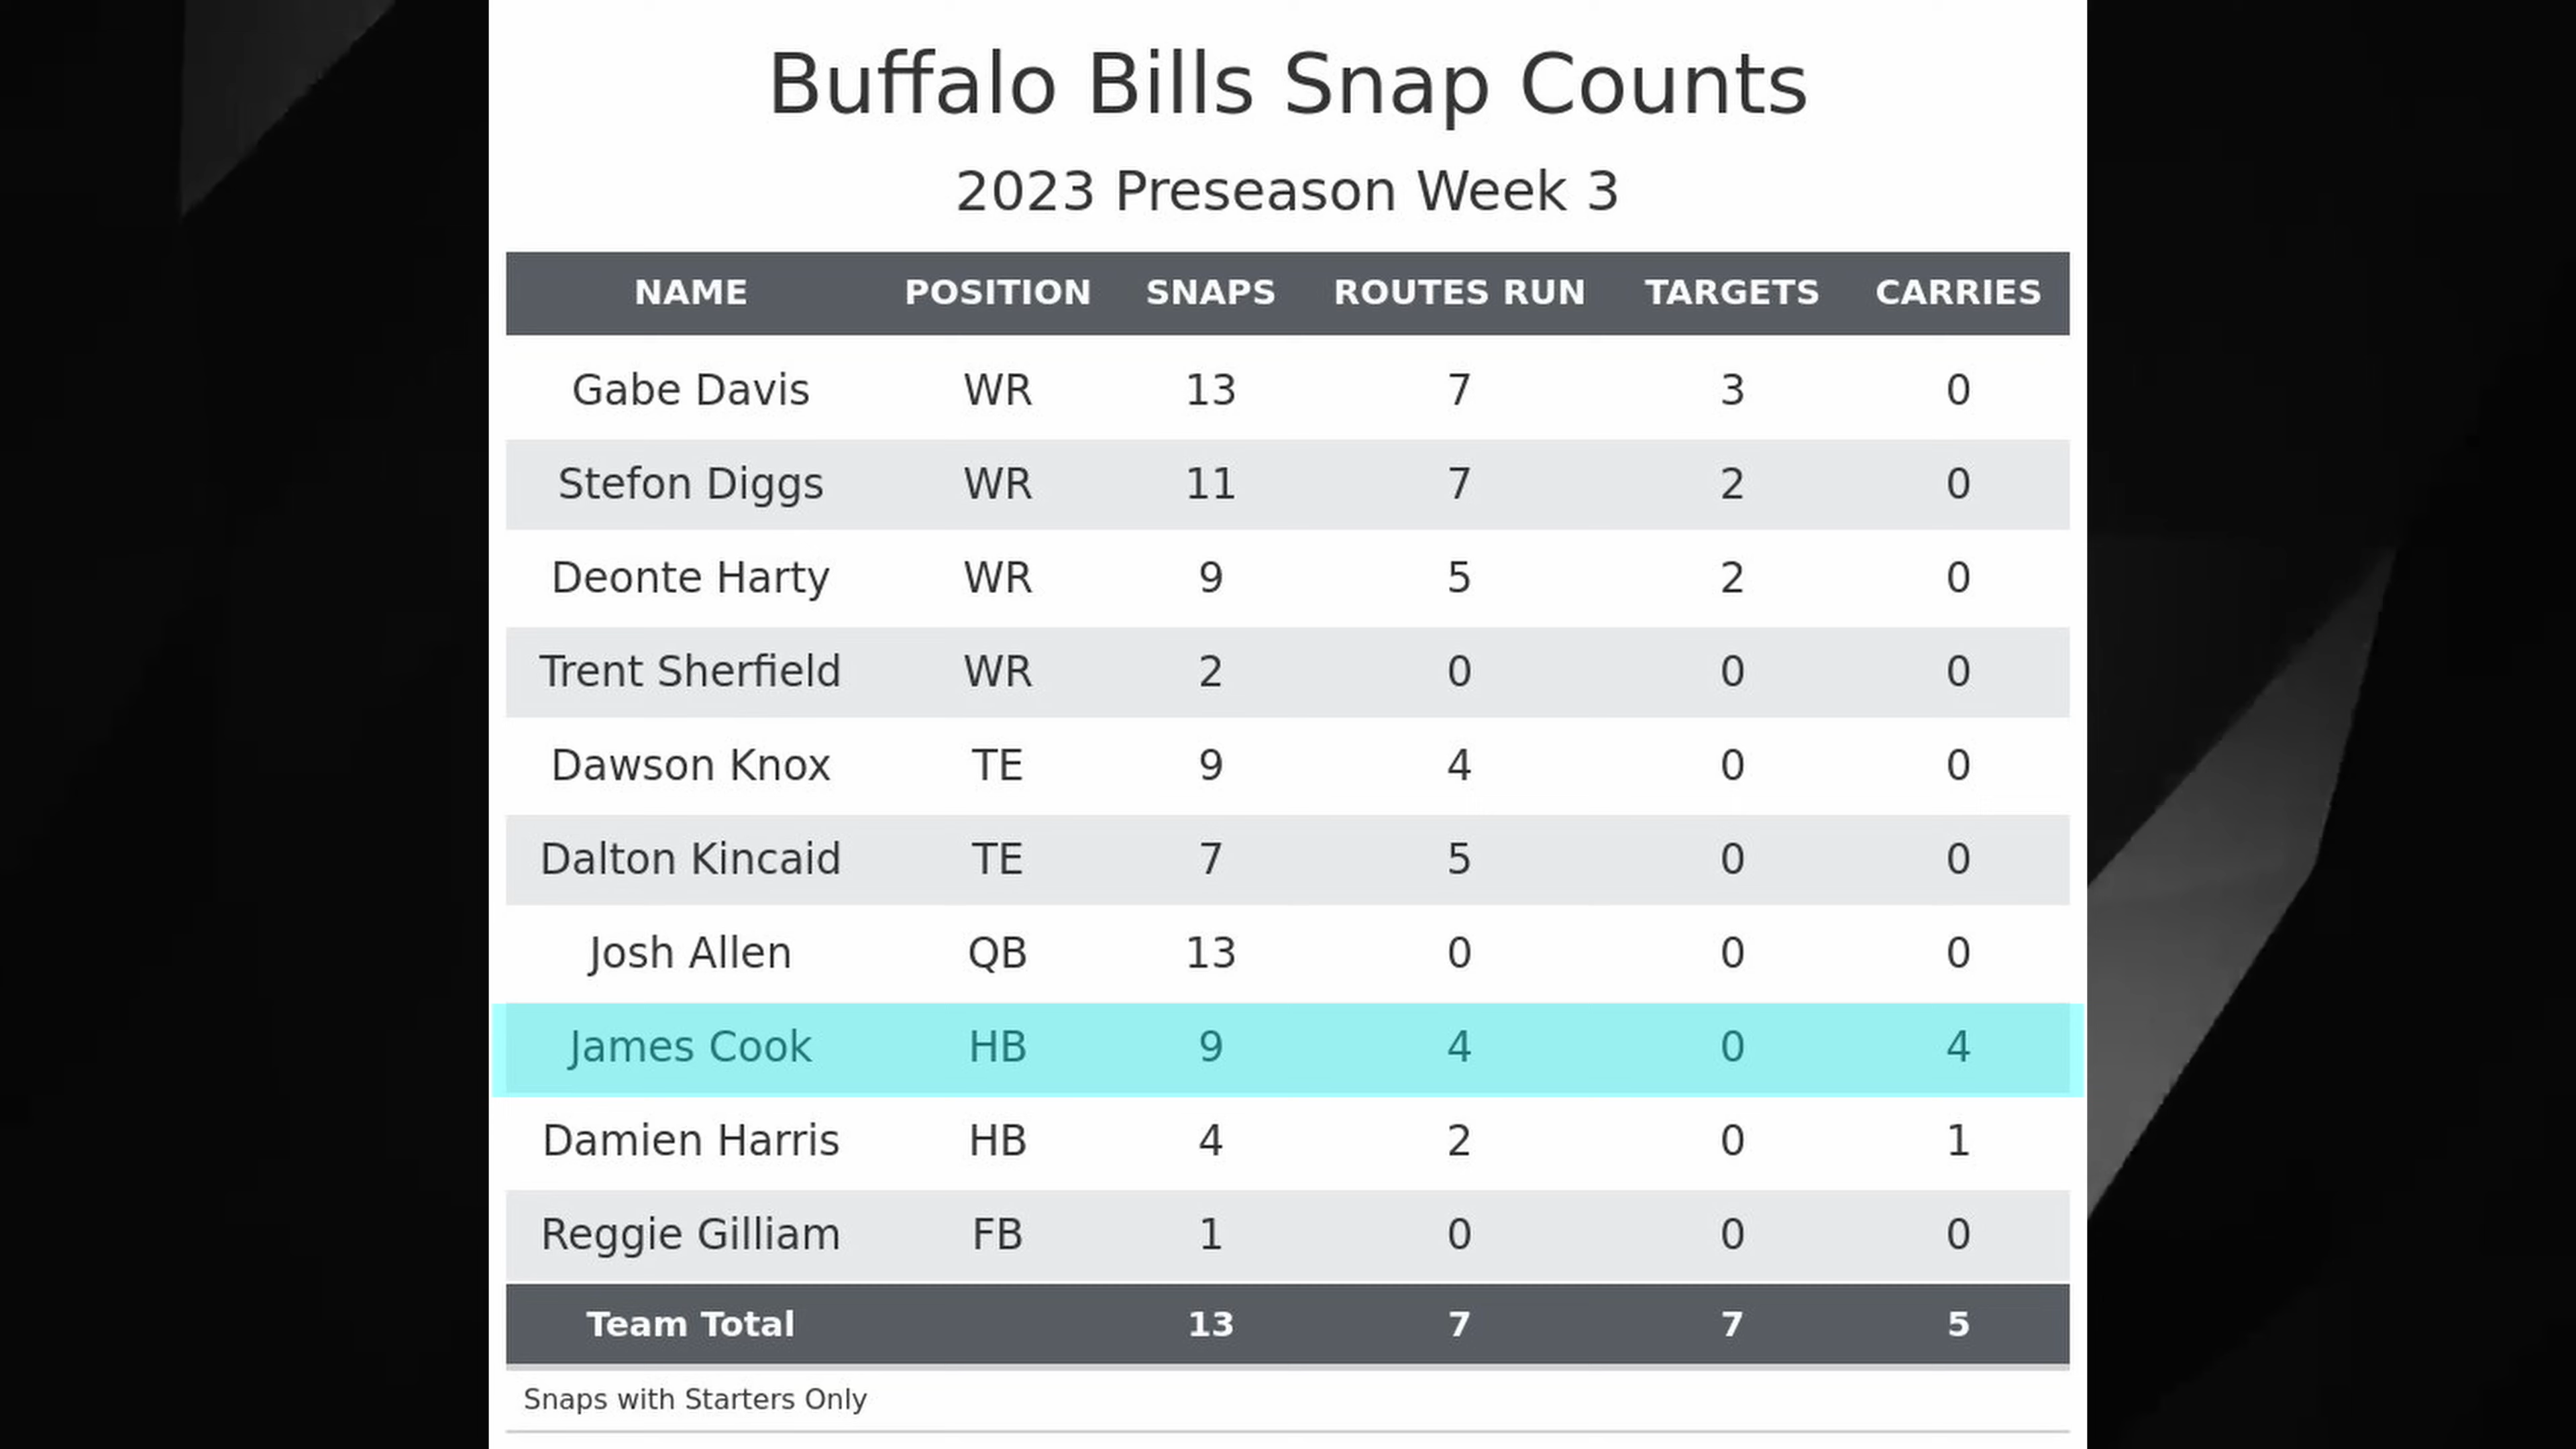 Buffalo Bills Snap Counts
2023 Preseason Week 3
NAME POSITION SNAPS ROUTES RUN TARGETS CARRIES
Gabe Davis WR 13 7 3 0
Stefon Diggs WR 11 7 2 0
Deonte Harty WR 9 5 2 0
Trent Sherfield WR 2 0 0 0
Dawson Knox TE 9 4 0 0
Dalton Kincaid TE 7 5 0 0
Josh Allen QB 13 0 0 0
James Cook HB 9 4 0 4
Damien Harris HB 4 2 0 1
Reggie Gilliam FB 1 0 0 0
Team Total 13 7 7 5
Snaps with Starters Only